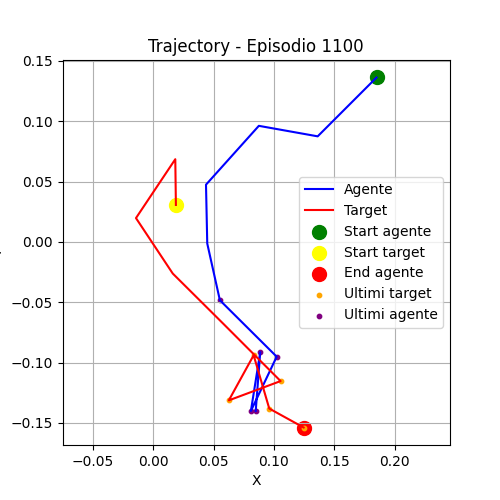 Trajectory - Episodio 1100
0.15
0.10
0.05
0.00
−0.05
−0.10
−0.15
Agente
Target
Start agente
Start target
End agente
Ultimi target
Ultimi agente
−0.05
0.00
0.05
0.10
0.15
0.20
X